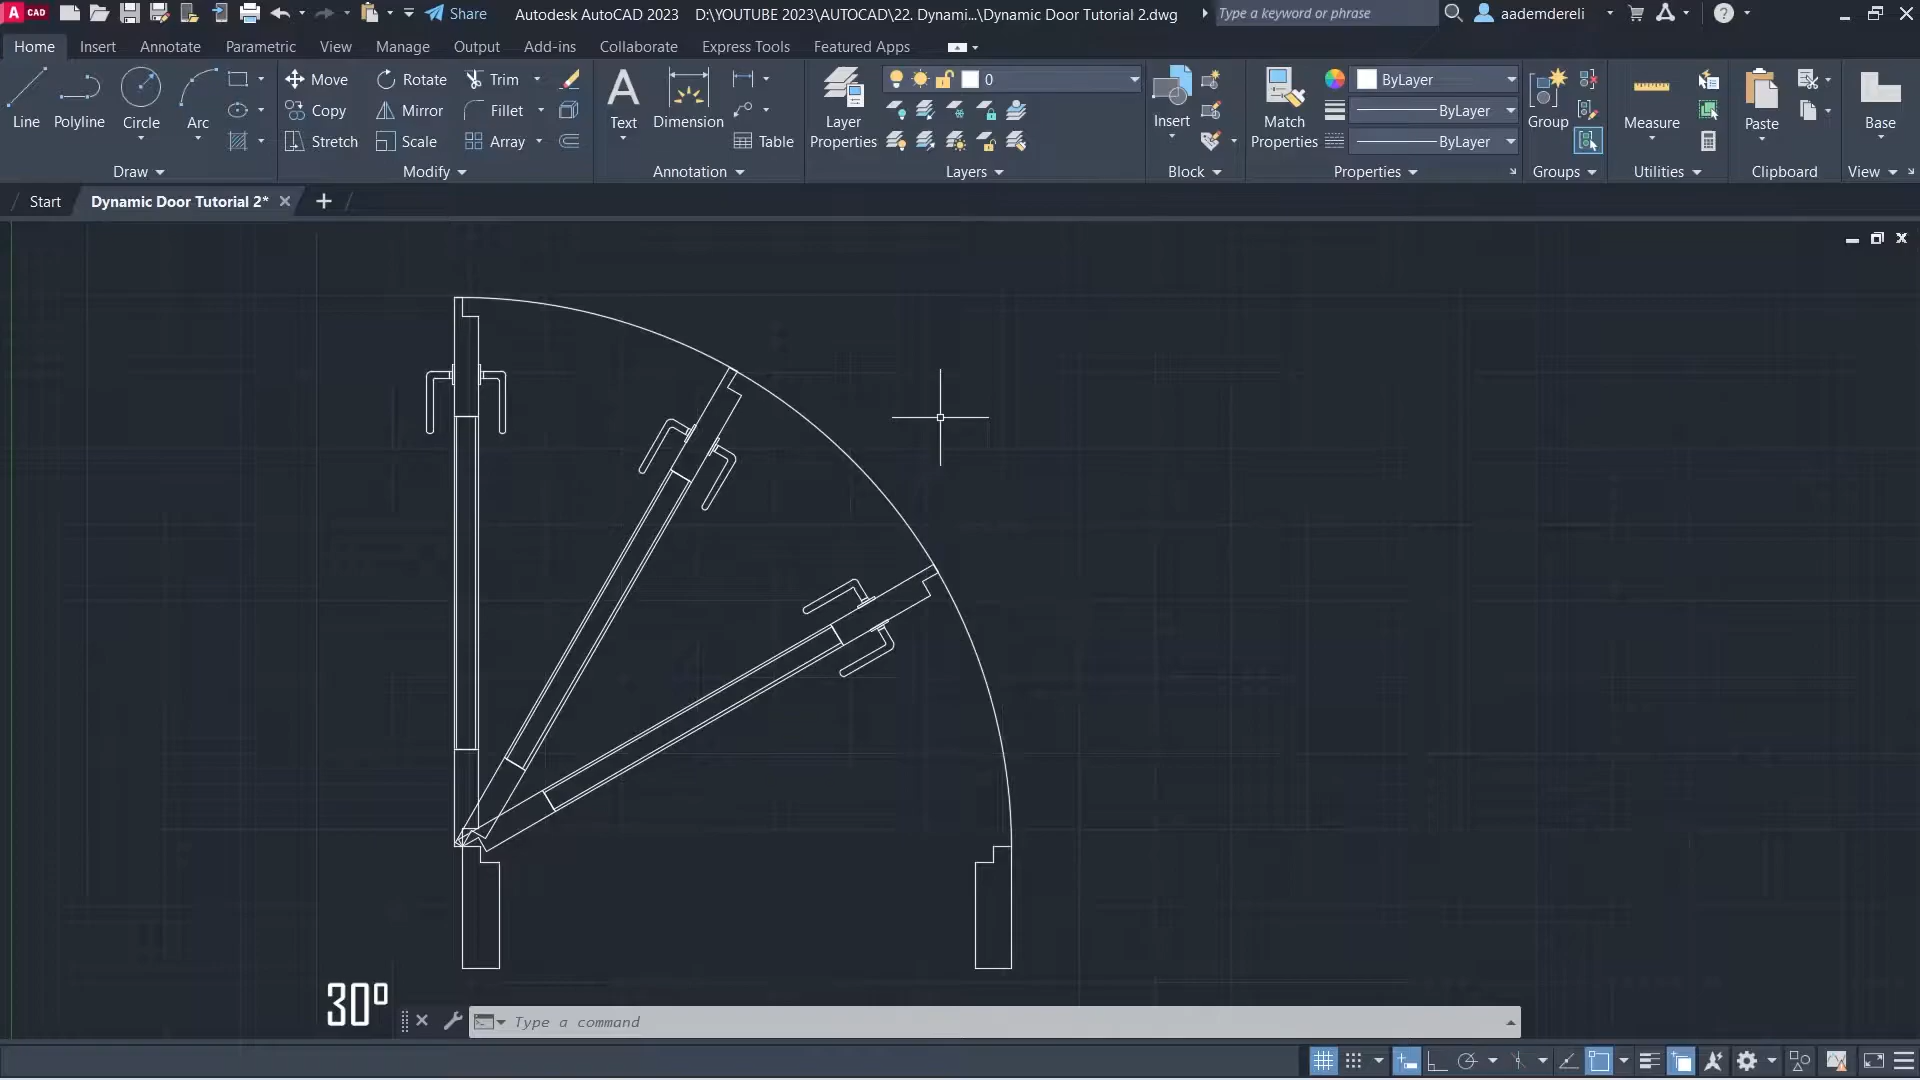 A CAD
Share
Autodesk AutoCAD 2023 D:\YOUTUBE 2023\AUTOCAD\22. Dynami...\Dynamic Door Tutorial 2.dwg
Type a keyword or phrase
aademdereli
Home Insert Annotate Parametric View Manage Output Add-ins Collaborate Express Tools Featured Apps
Line Polyline Circle Arc
Move Rotate Trim
Copy Mirror Fillet
Stretch Scale Array
Text Dimension
Table
Layer Properties
0
Insert
Match Properties
ByLayer
ByLayer
ByLayer
Group
Measure
Paste
Base
Draw Modify Annotation Layers Block Properties Groups Utilities Clipboard View
Start Dynamic Door Tutorial 2*
30º
Type a command